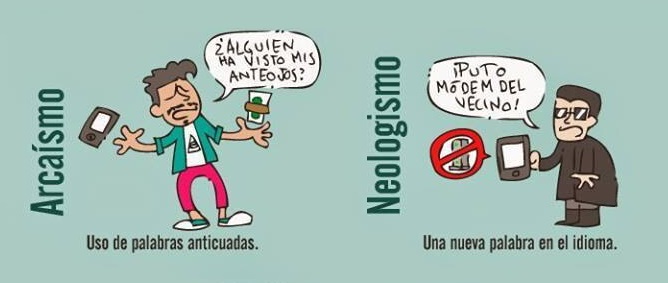 Arcaísmo
¿ALGUIEN
HA VISTO MIS
ANTEOJOS?
Uso de palabras anticuadas.
Neologismo
¡PUTO
MÓDEM DEL
VECINO!
Una nueva palabra en el idioma.